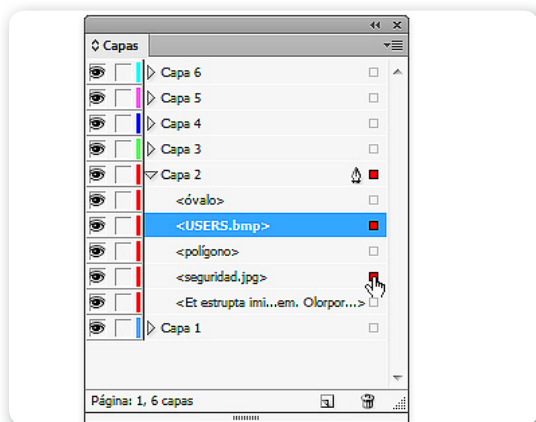 Capas
Capa 6
Capa 5
Capa 4
Capa 3
Capa 2
<óvalo>
<USERS.bmp>
<polígono>
<seguridad.jpg>
<Et estrupta imi...em. Olorpor...>
Capa 1
Página: 1, 6 capas